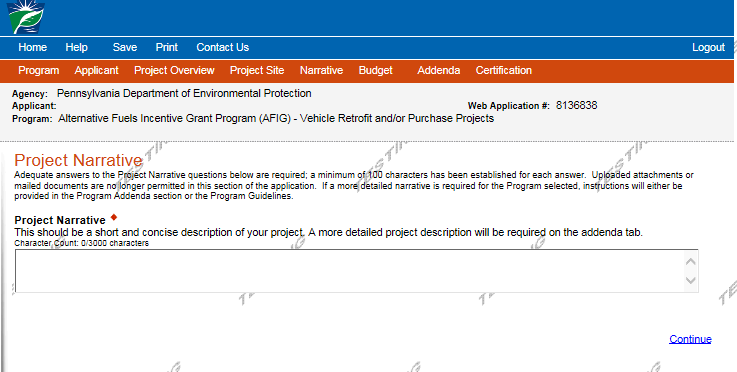 Home Help Save Print Contact Us Logout
Program Applicant Project Overview Project Site Narrative Budget Addenda Certification
Agency: Pennsylvania Department of Environmental Protection
Applicant: Web Application #: 8136838
Program: Alternative Fuels Incentive Grant Program (AFIG) - Vehicle Retrofit and/or Purchase Projects
Project Narrative
Adequate answers to the Project Narrative questions below are required; a minimum of 100 characters has been established for each answer. Uploaded attachments or
mailed documents are no longer permitted in this section of the application. If a more detailed narrative is required for the Program selected, instructions will either be
provided in the Program Addenda section or the Program Guidelines.
Project Narrative
This should be a short and concise description of your project. A more detailed project description will be required on the addenda tab.
Character Count: 0/3000 characters
Continue